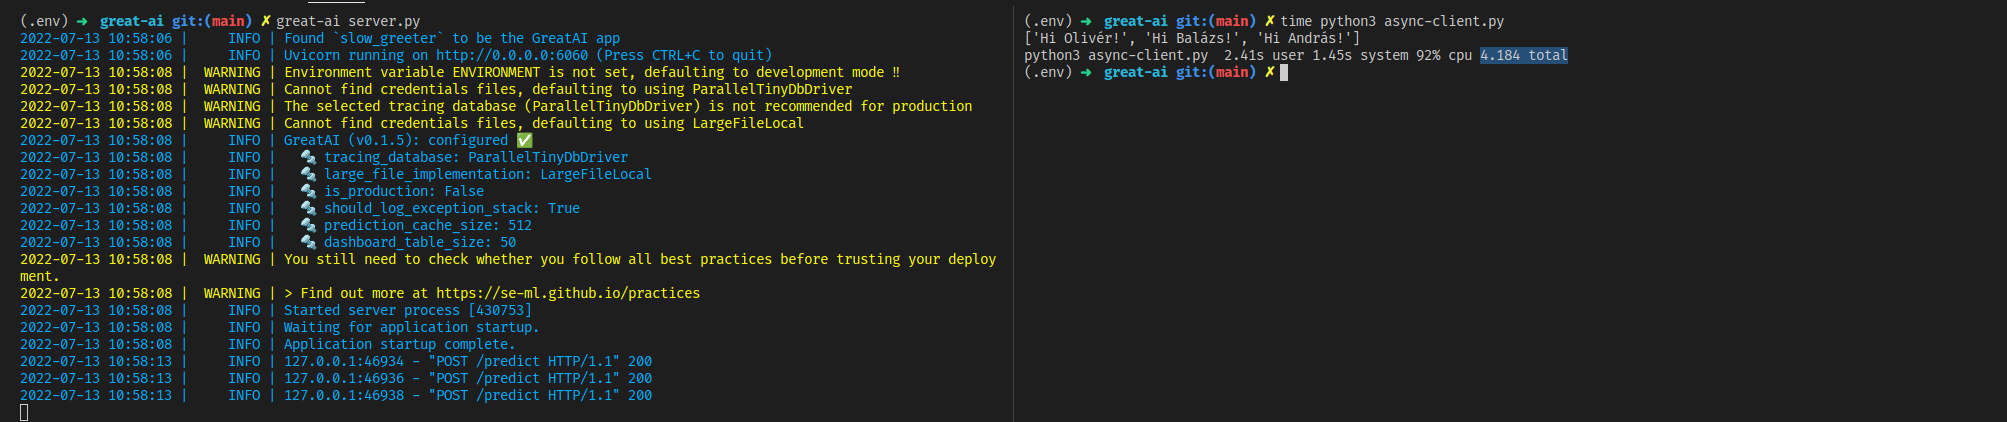 (.env) ➜  great-ai git:(main) ✗ great-ai server.py
2022-07-13 10:58:06 |     INFO | Found `slow_greeter` to be the GreatAI app
2022-07-13 10:58:06 |     INFO | Uvicorn running on http://0.0.0.0:6060 (Press CTRL+C to quit)
2022-07-13 10:58:08 |  WARNING | Environment variable ENVIRONMENT is not set, defaulting to development mode ‼
2022-07-13 10:58:08 |  WARNING | Cannot find credentials files, defaulting to using ParallelTinyDbDriver
2022-07-13 10:58:08 |  WARNING | The selected tracing database (ParallelTinyDbDriver) is not recommended for production
2022-07-13 10:58:08 |  WARNING | Cannot find credentials files, defaulting to using LargeFileLocal
2022-07-13 10:58:08 |     INFO | GreatAI (v0.1.5): configured ✅
2022-07-13 10:58:08 |     INFO |   🔩 tracing_database: ParallelTinyDbDriver
2022-07-13 10:58:08 |     INFO |   🔩 large_file_implementation: LargeFileLocal
2022-07-13 10:58:08 |     INFO |   🔩 is_production: False
2022-07-13 10:58:08 |     INFO |   🔩 should_log_exception_stack: True
2022-07-13 10:58:08 |     INFO |   🔩 prediction_cache_size: 512
2022-07-13 10:58:08 |     INFO |   🔩 dashboard_table_size: 50
2022-07-13 10:58:08 |  WARNING | You still need to check whether you follow all best practices before trusting your deploy
ment.
2022-07-13 10:58:08 |  WARNING | > Find out more at https://se-ml.github.io/practices
2022-07-13 10:58:08 |     INFO | Started server process [430753]
2022-07-13 10:58:08 |     INFO | Waiting for application startup.
2022-07-13 10:58:08 |     INFO | Application startup complete.
2022-07-13 10:58:13 |     INFO | 127.0.0.1:46934 - "POST /predict HTTP/1.1" 200
2022-07-13 10:58:13 |     INFO | 127.0.0.1:46936 - "POST /predict HTTP/1.1" 200
2022-07-13 10:58:13 |     INFO | 127.0.0.1:46938 - "POST /predict HTTP/1.1" 200
(.env) ➜  great-ai git:(main) ✗ time python3 async-client.py
['Hi Olivér!', 'Hi Balázs!', 'Hi András!']
python3 async-client.py  2.41s user 1.45s system 92% cpu 4.184 total
(.env) ➜  great-ai git:(main) ✗